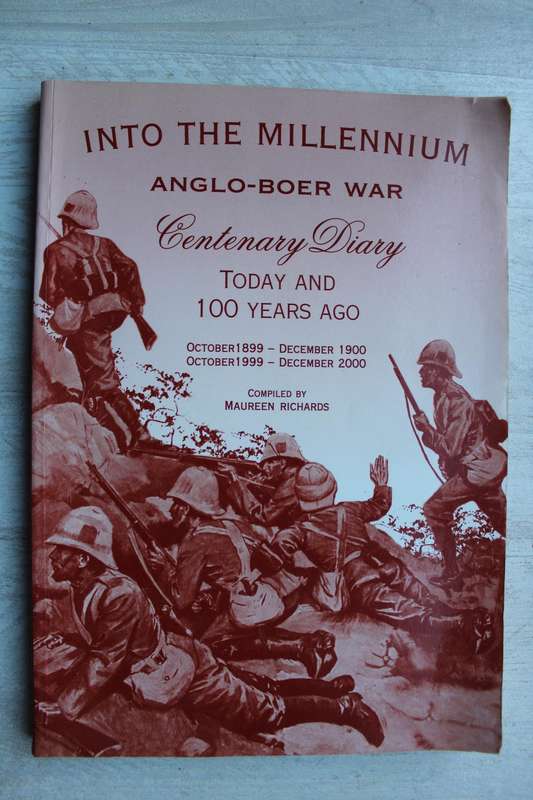 INTO THE MILLENNIUM
ANGLO-BOER WAR
Centenary Diary
TODAY AND
100 YEARS AGO
OCTOBER1899 – DECEMBER 1900
OCTOBER1999 – DECEMBER 2000
COMPILED BY
MAUREEN RICHARDS